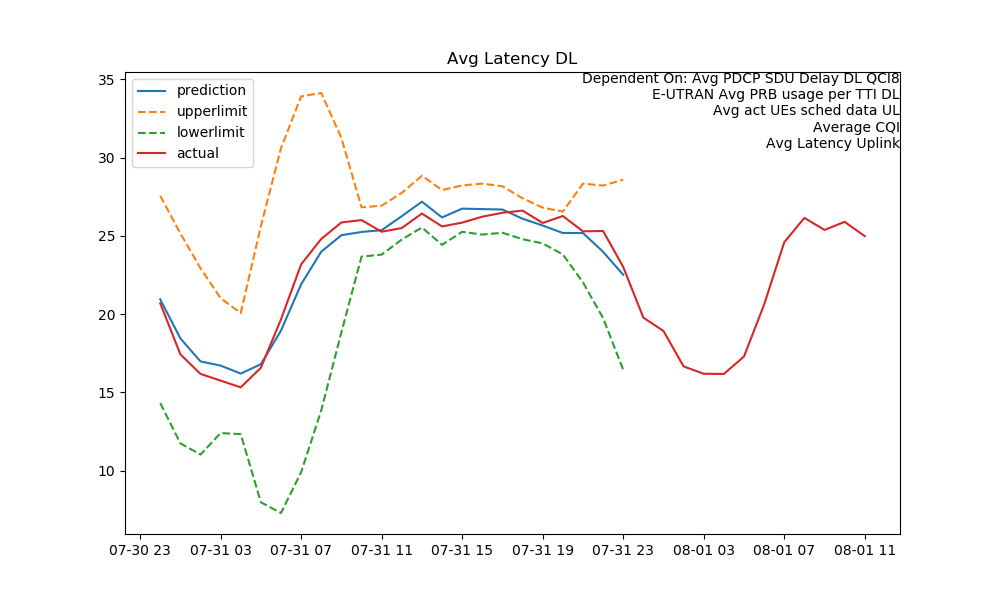 Avg Latency DL
prediction
upperlimit
lowerlimit
actual
Dependent On: Avg PDCP SDU Delay DL QCI8
E-UTRAN Avg PRB usage per TTI DL
Avg act UEs sched data UL
Average CQI
Avg Latency Uplink
35
30
25
20
15
10
07-30 23 07-31 03 07-31 07 07-31 11 07-31 15 07-31 19 07-31 23 08-01 03 08-01 07 08-01 11